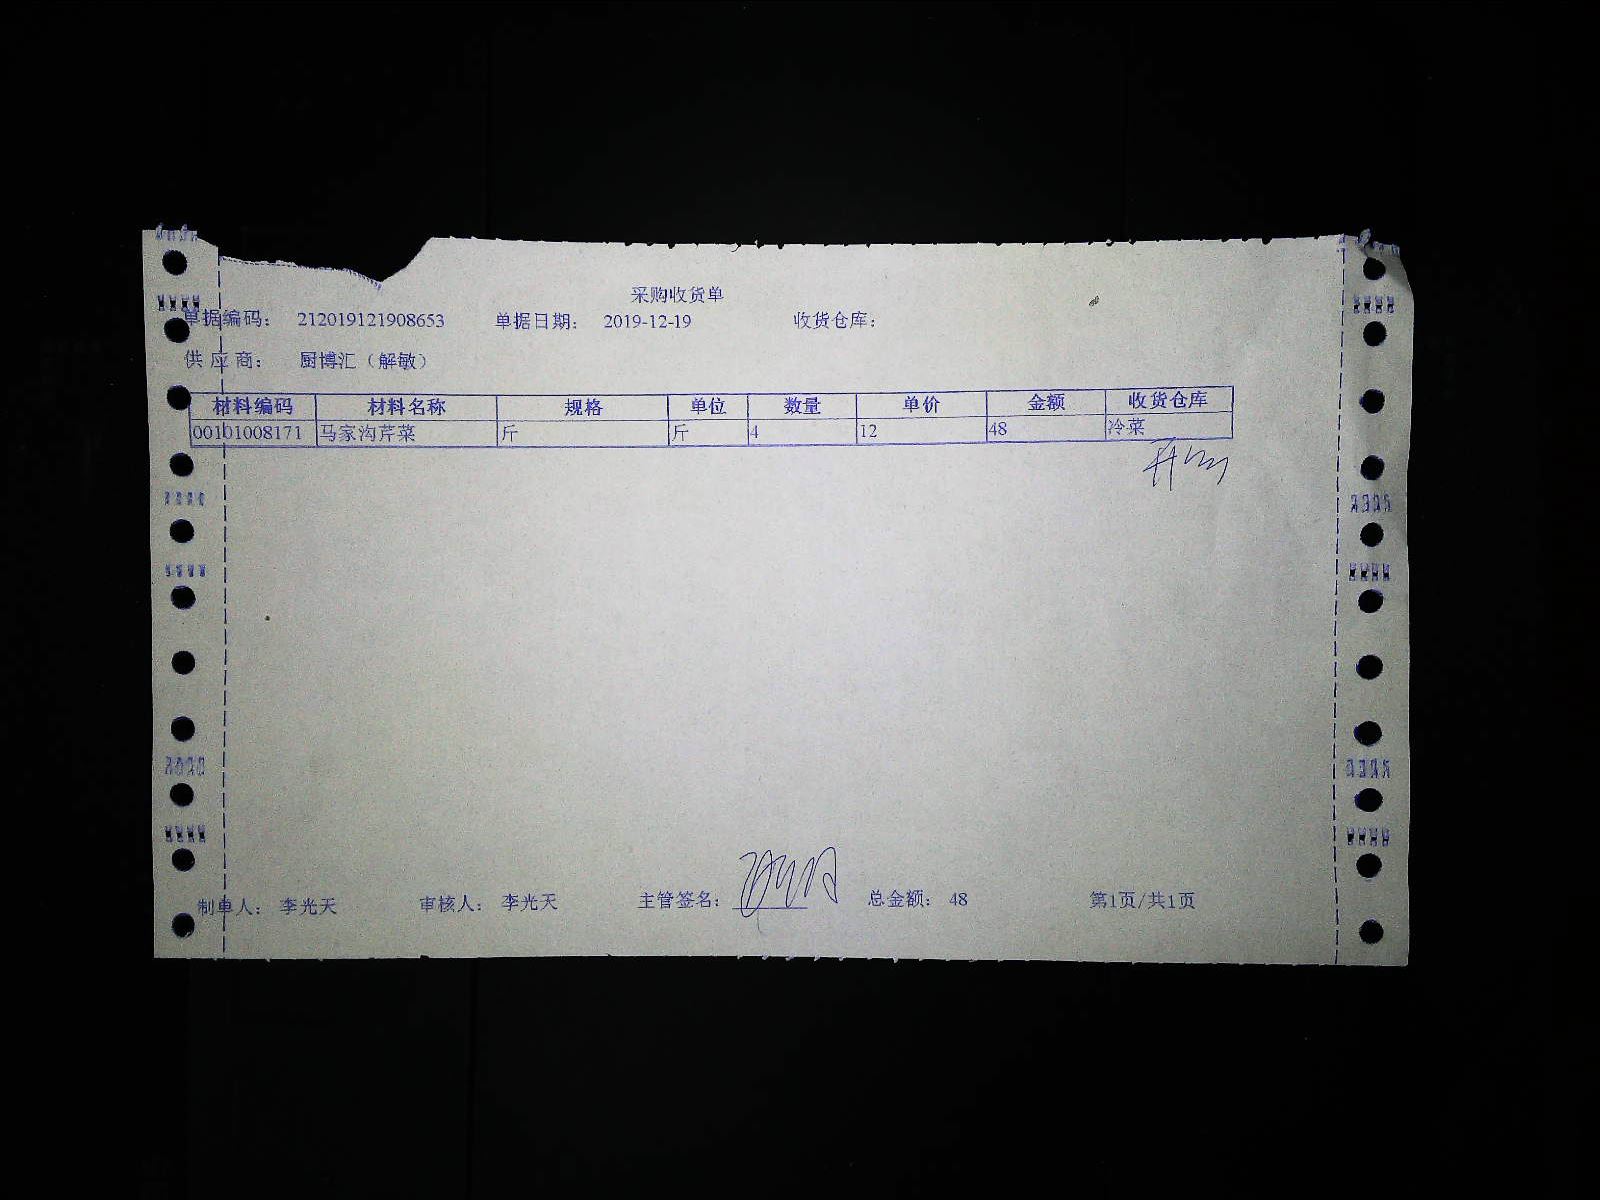 采购收货单
单据编码: 212019121908653 单据日期: 2019-12-19 收货仓库:
供应商: 厨博汇（解敏）
材料编码 材料名称 规格 单位 数量 单价 金额 收货仓库
00101008171 马家沟芹菜 斤 斤 4 12 48 冷菜
制单人: 李光天 审核人: 李光天 主管签名: 总金额: 48 第1页/共1页